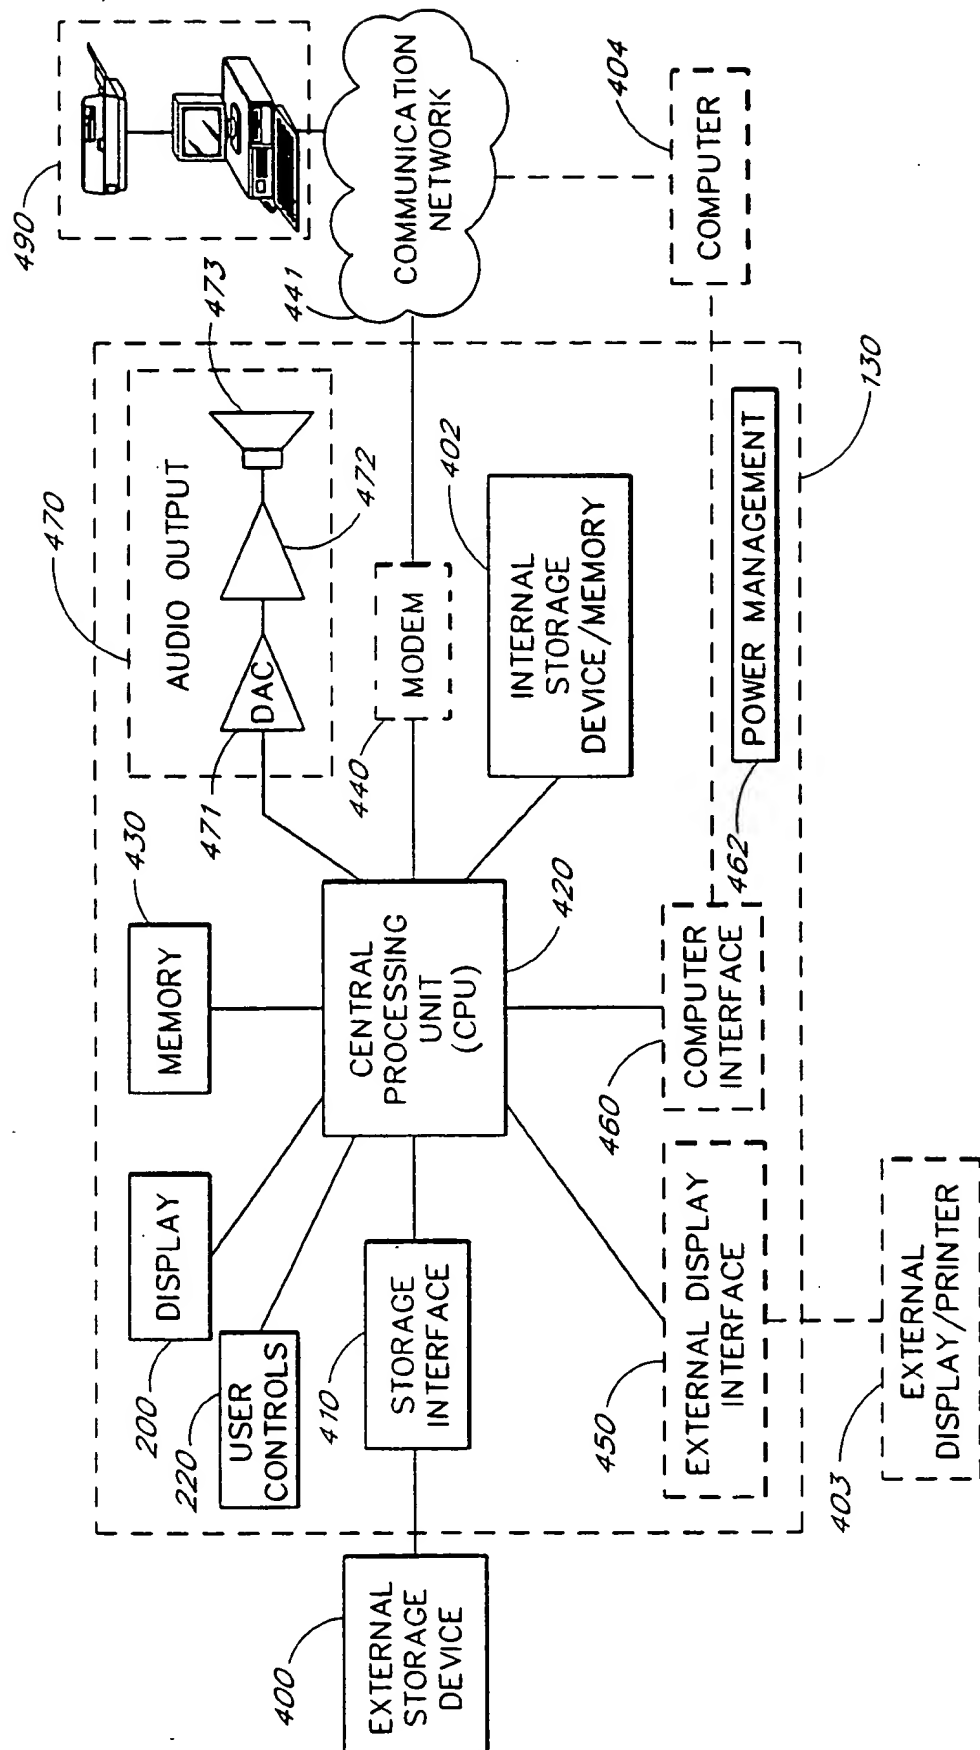 490
473
441
COMMUNICATION
NETWORK
404
COMPUTER
470
AUDIO OUTPUT
472
DAC
471
MODEM
440
402
INTERNAL
STORAGE
DEVICE/MEMORY
POWER MANAGEMENT
462
130
430
MEMORY
CENTRAL
PROCESSING
UNIT
(CPU)
420
COMPUTER
INTERFACE
460
DISPLAY
200
USER
CONTROLS
220
STORAGE
INTERFACE
410
EXTERNAL DISPLAY
INTERFACE
450
EXTERNAL
DISPLAY/PRINTER
403
EXTERNAL
STORAGE
DEVICE
400